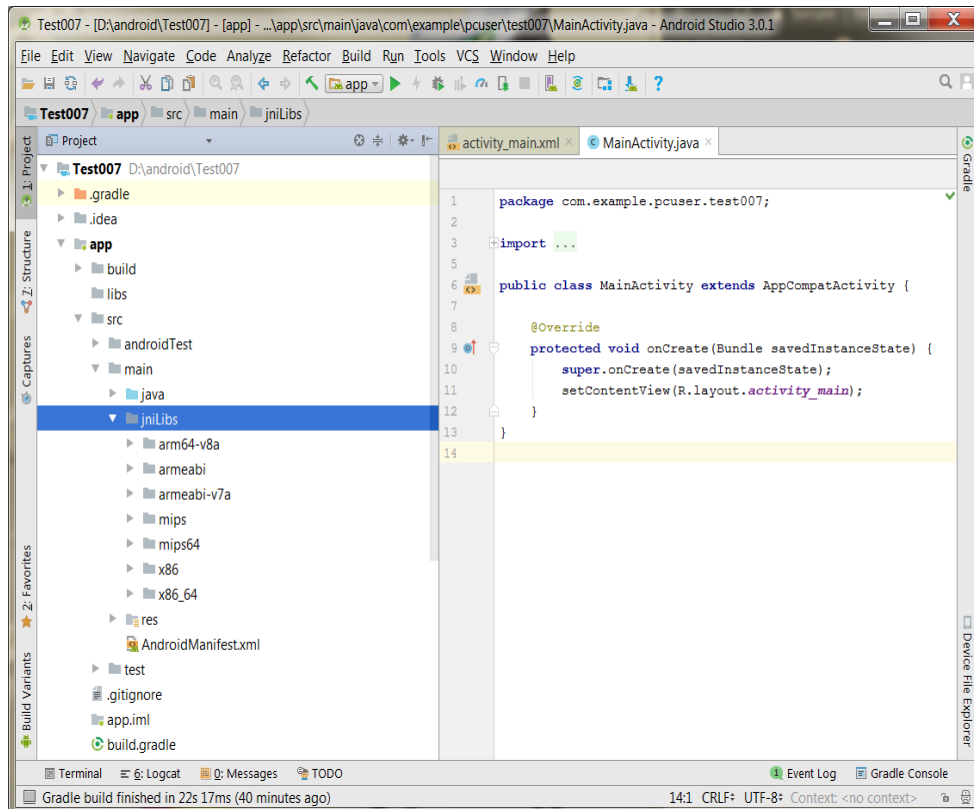 Test007 - [D:\android\Test007] - [app] - ...\app\src\main\java\com\example\pcuser\test007\MainActivity.java - Android Studio 3.0.1
File Edit View Navigate Code Analyze Refactor Build Run Tools VCS Window Help
app
Test007 app src main jniLibs
1: Project
Z: Structure
Captures
2: Favorites
Build Variants
Project
Test007 D:\android\Test007
.gradle
.idea
app
build
libs
src
androidTest
main
java
jniLibs
arm64-v8a
armeabi
armeabi-v7a
mips
mips64
x86
x86_64
res
AndroidManifest.xml
test
.gitignore
app.iml
build.gradle
activity_main.xml MainActivity.java
1 package com.example.pcuser.test007;
2
3 import ...
5
6 public class MainActivity extends AppCompatActivity {
7
8 @Override
9 protected void onCreate(Bundle savedInstanceState) {
10 super.onCreate(savedInstanceState);
11 setContentView(R.layout.activity_main);
12 }
13 }
14
Gradle
Device File Explorer
Terminal 6: Logcat 0: Messages TODO 1 Event Log Gradle Console
Gradle build finished in 22s 17ms (40 minutes ago) 14:1 CRLF UTF-8 Context: <no context>